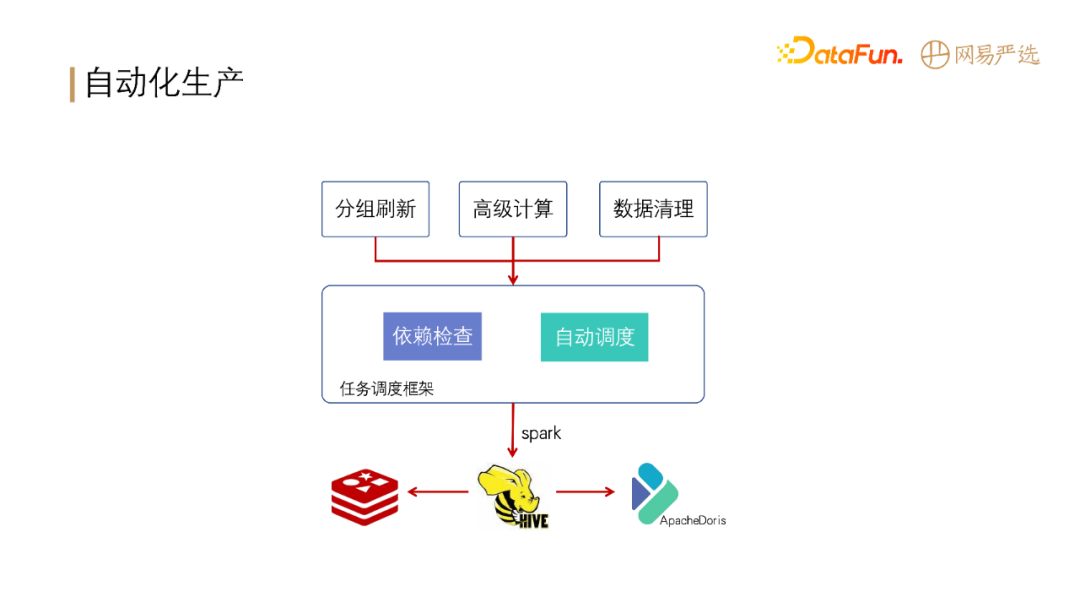 DataFun.
网易严选
自动化生产
分组刷新
高级计算
数据清理
依赖检查
自动调度
任务调度框架
spark
HIVE
ApacheDoris